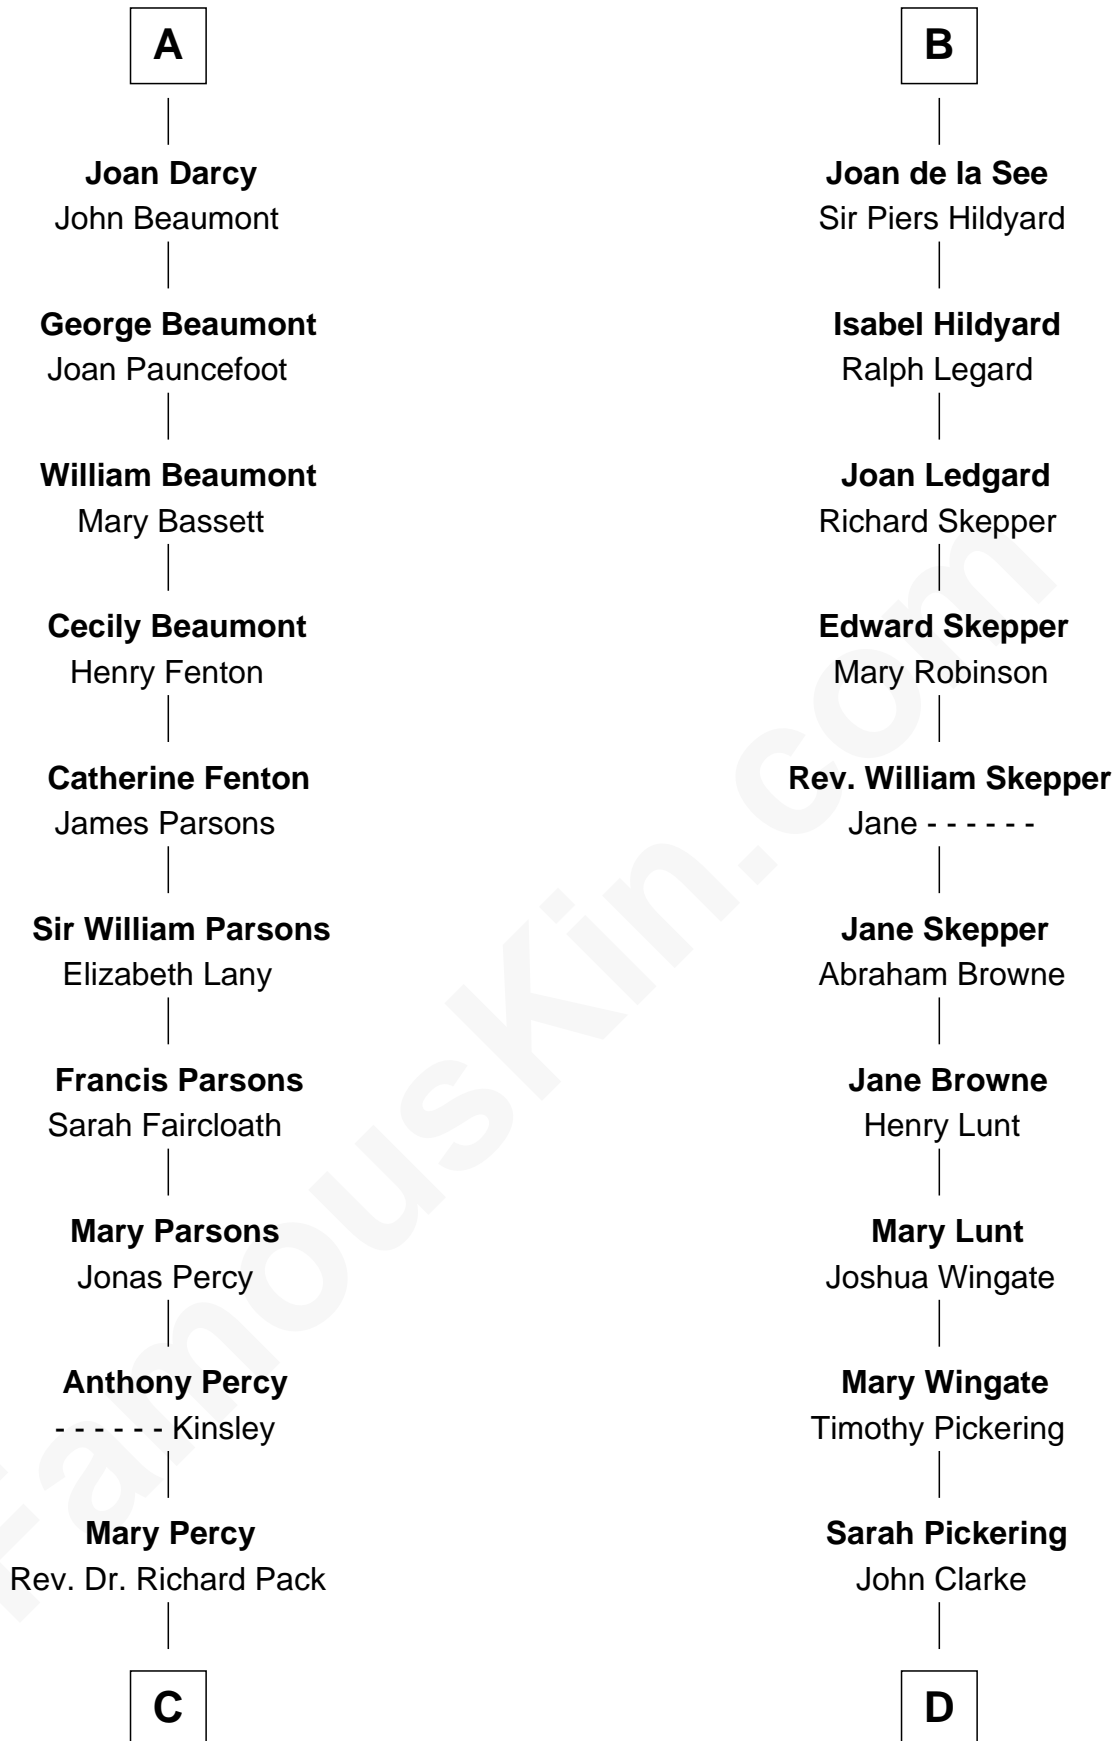 A
Joan Darcy
John Beaumont
George Beaumont
Joan Pauncefoot
William Beaumont
Mary Bassett
Cecily Beaumont
Henry Fenton
Catherine Fenton
James Parsons
Sir William Parsons
Elizabeth Lany
Francis Parsons
Sarah Faircloath
Mary Parsons
Jonas Percy
Anthony Percy
- - - - - - Kinsley
Mary Percy
Rev. Dr. Richard Pack
C
B
Joan de la See
Sir Piers Hildyard
Isabel Hildyard
Ralph Legard
Joan Ledgard
Richard Skepper
Edward Skepper
Mary Robinson
Rev. William Skepper
Jane - - - - - -
Jane Skepper
Abraham Browne
Jane Browne
Henry Lunt
Mary Lunt
Joshua Wingate
Mary Wingate
Timothy Pickering
Sarah Pickering
John Clarke
D
FamousKin.com